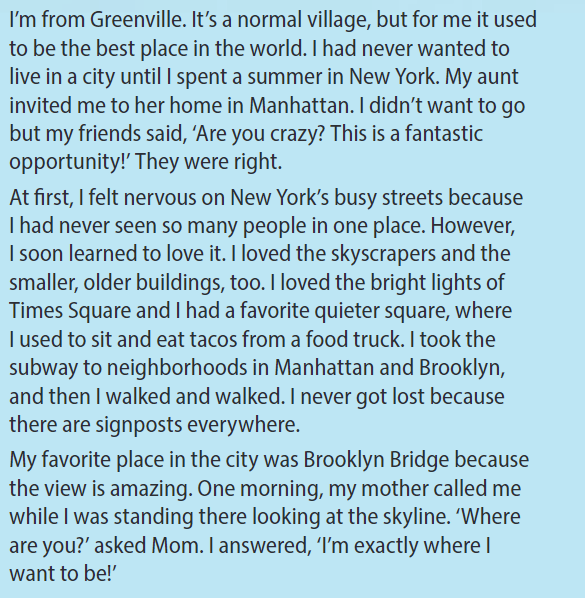 I’m from Greenville. It’s a normal village, but for me it used
to be the best place in the world. I had never wanted to
live in a city until I spent a summer in New York. My aunt
invited me to her home in Manhattan. I didn’t want to go
but my friends said, ‘Are you crazy? This is a fantastic
opportunity!’ They were right.
At first, I felt nervous on New York’s busy streets because
I had never seen so many people in one place. However,
I soon learned to love it. I loved the skyscrapers and the
smaller, older buildings, too. I loved the bright lights of
Times Square and I had a favorite quieter square, where
I used to sit and eat tacos from a food truck. I took the
subway to neighborhoods in Manhattan and Brooklyn,
and then I walked and walked. I never got lost because
there are signposts everywhere.
My favorite place in the city was Brooklyn Bridge because
the view is amazing. One morning, my mother called me
while I was standing there looking at the skyline. ‘Where
are you?’ asked Mom. I answered, ‘I’m exactly where I
want to be!’